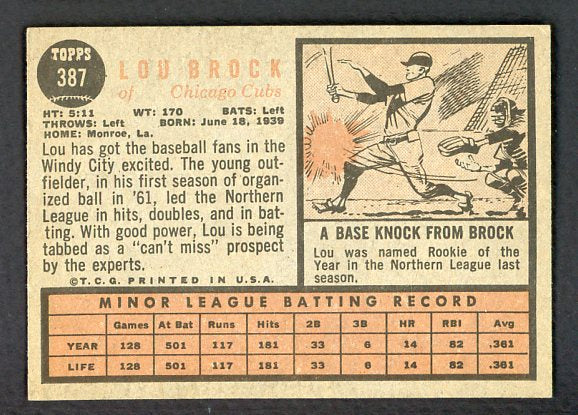 TOPPS
387
LOU BROCK
of Chicago Cubs
HT: 5:11 WT: 170 BATS: Left
THROWS: Left BORN: June 18, 1939
HOME: Monroe, La.
Lou has got the baseball fans in the
Windy City excited. The young out-
fielder, in his first season of organ-
ized ball in '61, led the Northern
League in hits, doubles, and in bat-
ting. With good power, Lou is being
tabbed as a "can't miss" prospect
by the experts.
©T.C.G. PRINTED IN U.S.A.
A BASE KNOCK FROM BROCK
Lou was named Rookie of the
Year in the Northern League last
season.
MINOR LEAGUE BATTING RECORD
Games At Bat Runs Hits 2B 3B HR RBI Avg
YEAR 128 501 117 181 33 6 14 82 .361
LIFE 128 501 117 181 33 6 14 82 .361